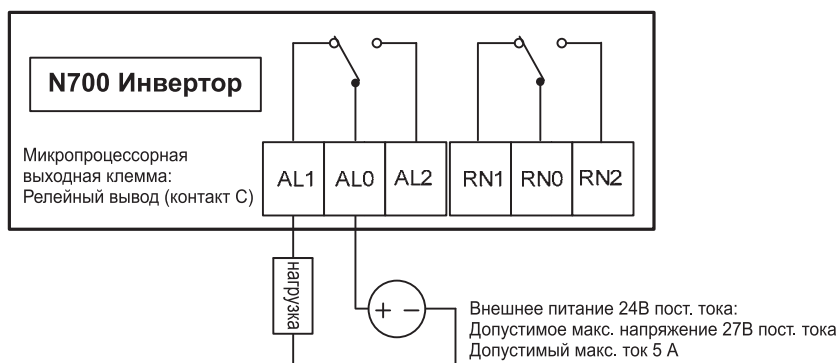 N700 Инвертор
Микропроцессорная
выходная клемма:
Релейный вывод (контакт С)
AL1 AL0 AL2 RN1 RN0 RN2
нагрузка
+ −
Внешнее питание 24В пост. тока:
Допустимое макс. напряжение 27В пост. тока
Допустимый макс. ток 5 А